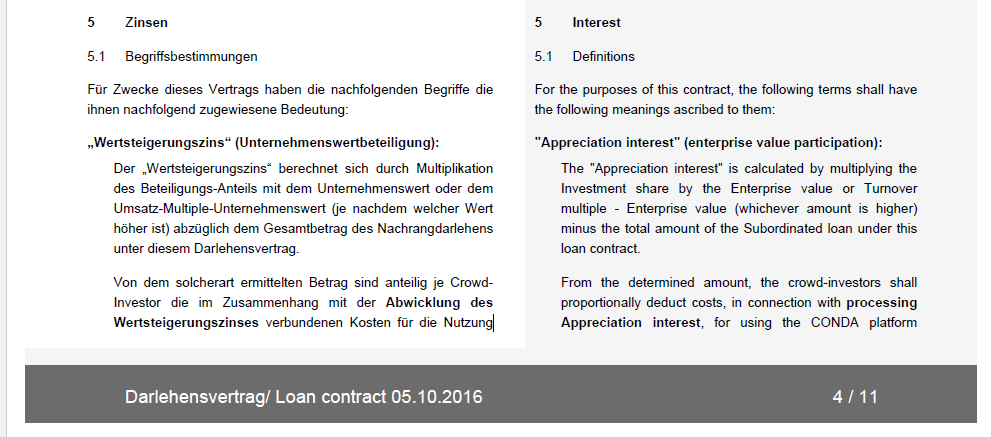 5 Zinsen
5.1 Begriffsbestimmungen
Für Zwecke dieses Vertrags haben die nachfolgenden Begriffe die
ihnen nachfolgend zugewiesene Bedeutung:
„Wertsteigerungszins“ (Unternehmenswertbeteiligung):
Der „Wertsteigerungszins“ berechnet sich durch Multiplikation
des Beteiligungs-Anteils mit dem Unternehmenswert oder dem
Umsatz-Multiple-Unternehmenswert (je nachdem welcher Wert
höher ist) abzüglich dem Gesamtbetrag des Nachrangdarlehens
unter diesem Darlehensvertrag.
Von dem solcherart ermittelten Betrag sind anteilig je Crowd-
Investor die im Zusammenhang mit der Abwicklung des
Wertsteigerungszinses verbundenen Kosten für die Nutzung
5 Interest
5.1 Definitions
For the purposes of this contract, the following terms shall have
the following meanings ascribed to them:
"Appreciation interest" (enterprise value participation):
The "Appreciation interest" is calculated by multiplying the
Investment share by the Enterprise value or Turnover
multiple - Enterprise value (whichever amount is higher)
minus the total amount of the Subordinated loan under this
loan contract.
From the determined amount, the crowd-investors shall
proportionally deduct costs, in connection with processing
Appreciation interest, for using the CONDA platform
Darlehensvertrag/ Loan contract 05.10.2016
4 / 11